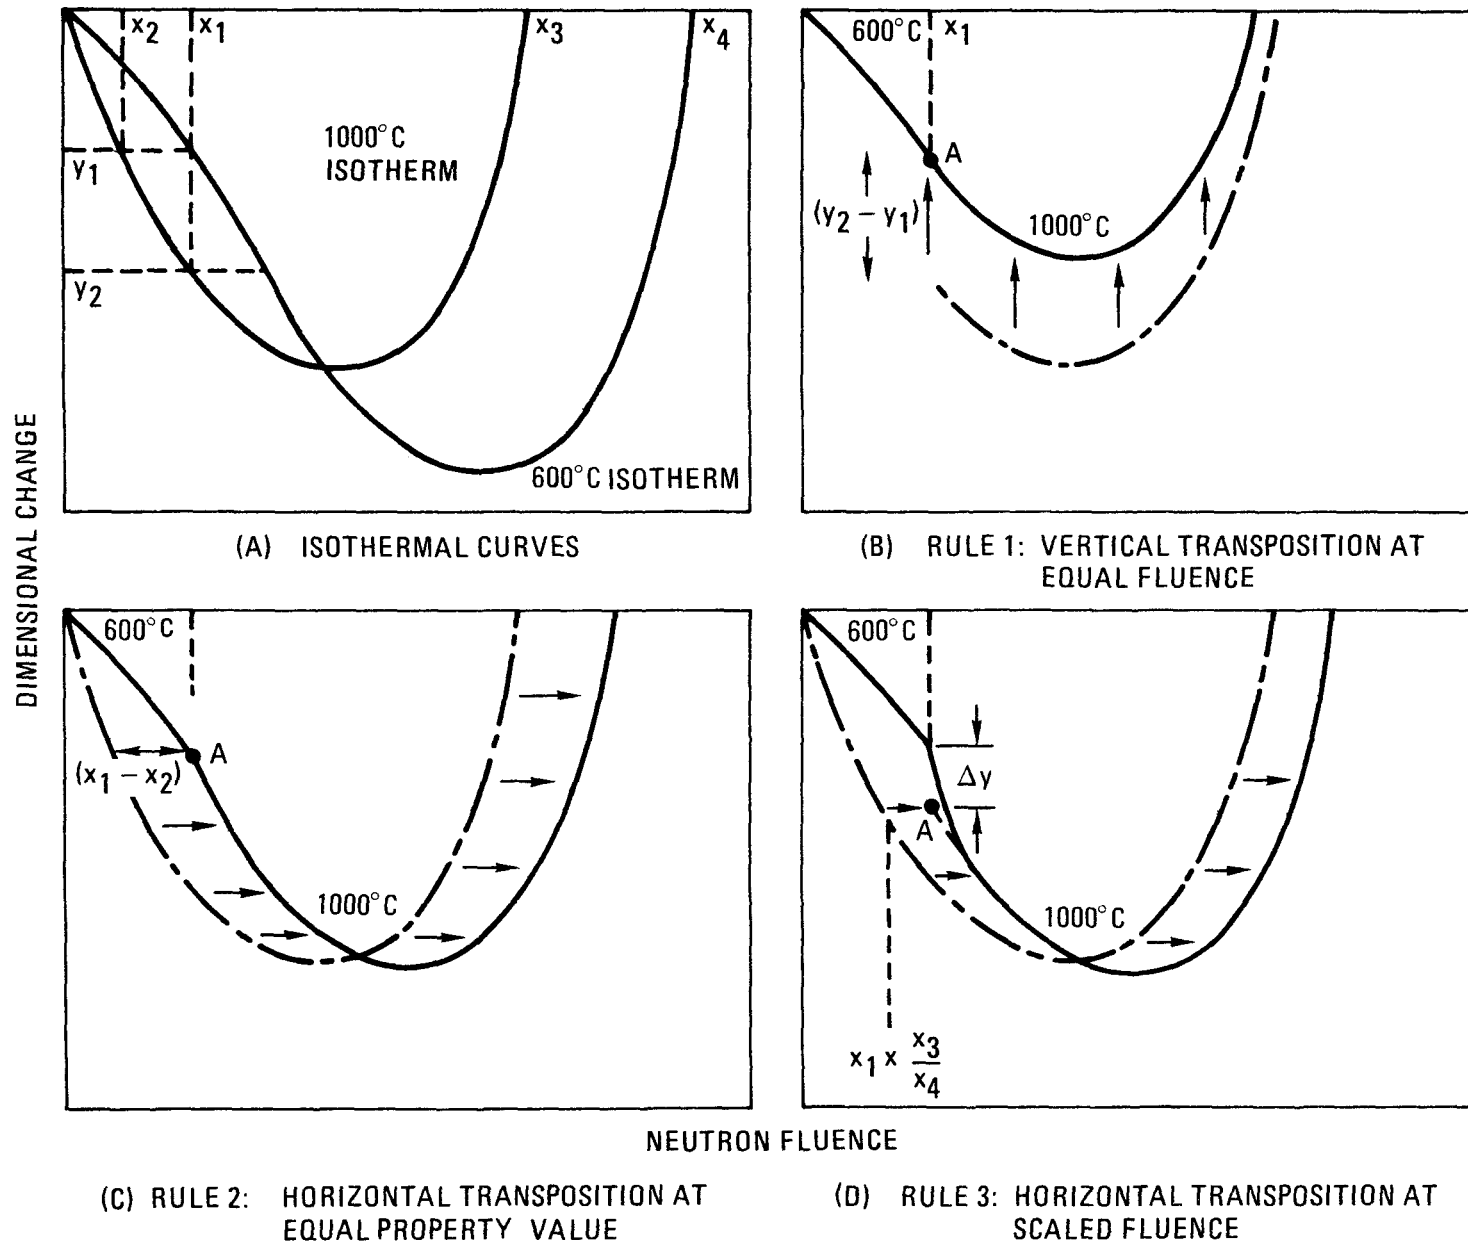 x2 x1 x3 x4
1000°C
ISOTHERM
y1
y2
600°C ISOTHERM
(A) ISOTHERMAL CURVES
600°C x1
A
(y2 – y1)
1000°C
(B) RULE 1: VERTICAL TRANSPOSITION AT
EQUAL FLUENCE
DIMENSIONAL CHANGE
600°C
A
(x1 – x2)
1000°C
600°C
Δy
A
1000°C
x1 x x3/x4
NEUTRON FLUENCE
(C) RULE 2: HORIZONTAL TRANSPOSITION AT
EQUAL PROPERTY VALUE
(D) RULE 3: HORIZONTAL TRANSPOSITION AT
SCALED FLUENCE